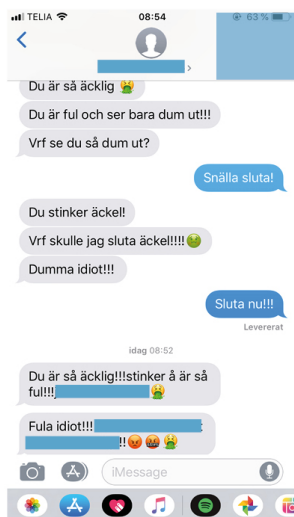 TELIA 08:54 63 %
Du är så äcklig 🤮
Du är ful och ser bara dum ut!!!
Vrf se du så dum ut?
Snälla sluta!
Du stinker äckel!
Vrf skulle jag sluta äckel!!!!🤢
Dumma idiot!!!
Sluta nu!!!
Levererat
idag 08:52
Du är så äcklig!!!stinker å är så
ful!!! 🤮
Fula idiot!!!
!!😡🤬🤮
iMessage